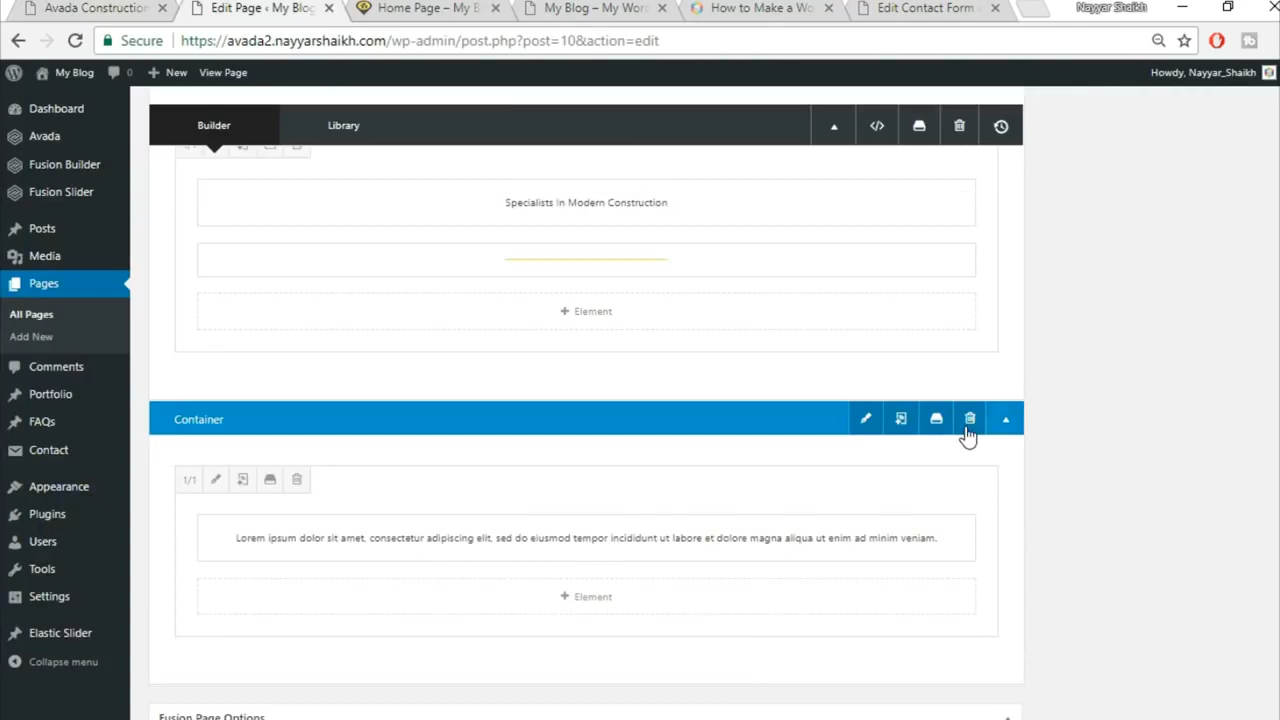 Avada Construction
Edit Page ‹ My Blog
Home Page – My B
My Blog – My Wor
How to Make a Wo
Edit Contact Form
Nayyar Shaikh
Secure
https://avada2.nayyarshaikh.com/wp-admin/post.php?post=10&action=edit
My Blog
0
New
View Page
Howdy, Nayyar_Shaikh
Dashboard
Avada
Fusion Builder
Fusion Slider
Posts
Media
Pages
All Pages
Add New
Comments
Portfolio
FAQs
Contact
Appearance
Plugins
Users
Tools
Settings
Elastic Slider
Collapse menu
Builder
Library
Specialists In Modern Construction
+ Element
Container
1/1
Lorem ipsum dolor sit amet, consectetur adipiscing elit, sed do eiusmod tempor incididunt ut labore et dolore magna aliqua ut enim ad minim veniam.
+ Element
Fusion Page Options